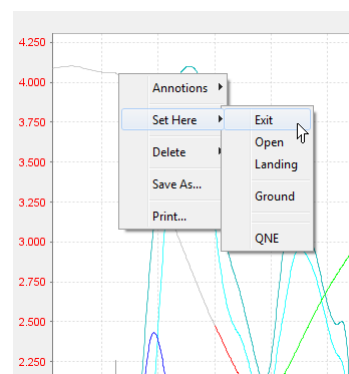 4.250
4.000
Annotions
3.750
Set Here
Exit
Open
3.500
Delete
Landing
3.250
Save As...
Ground
Print...
3.000
QNE
2.750
2.500
2.250